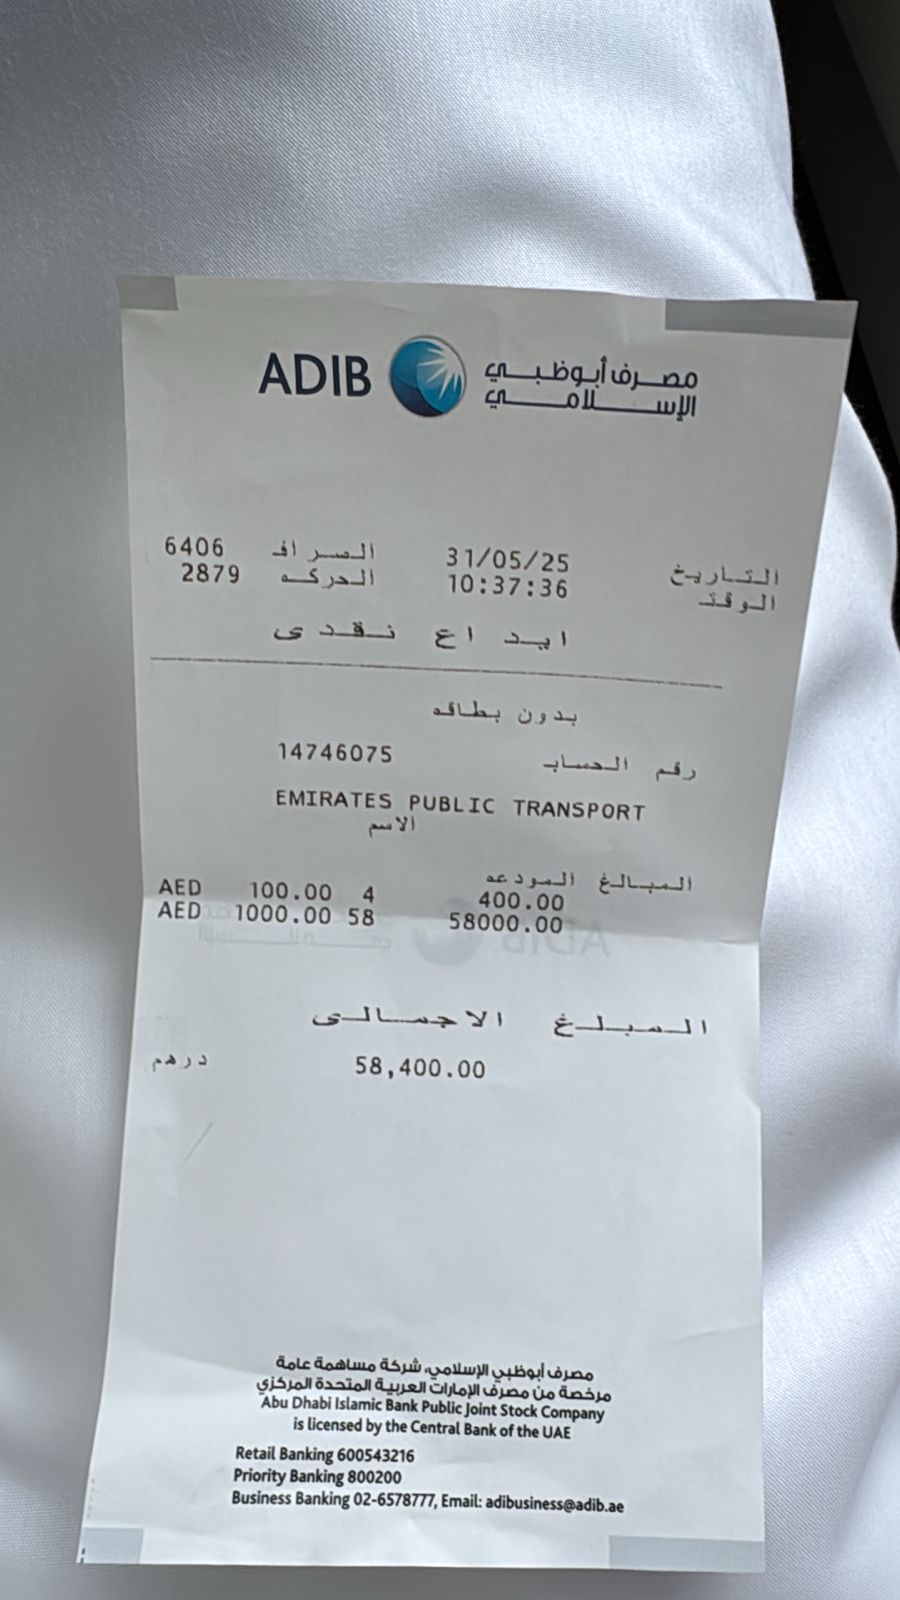 ADIB مصرف أبوظبي
الإسلامي
التاريخ 31/05/25 الصراف 6406
الوقت 10:37:36 الحركه 2879
ايداع نقدى
بدون بطاقه
رقم الحساب 14746075
EMIRATES PUBLIC TRANSPORT
الاسم
المبالغ المودعه
AED 100.00 4 400.00
AED 1000.00 58 58000.00
المبلغ الاجمالى
58,400.00 درهم
مصرف أبوظبي الإسلامي، شركة مساهمة عامة
مرخصة من مصرف الإمارات العربية المتحدة المركزي
Abu Dhabi Islamic Bank Public Joint Stock Company
is licensed by the Central Bank of the UAE
Retail Banking 600543216
Priority Banking 800200
Business Banking 02-6578777, Email: adibusiness@adib.ae